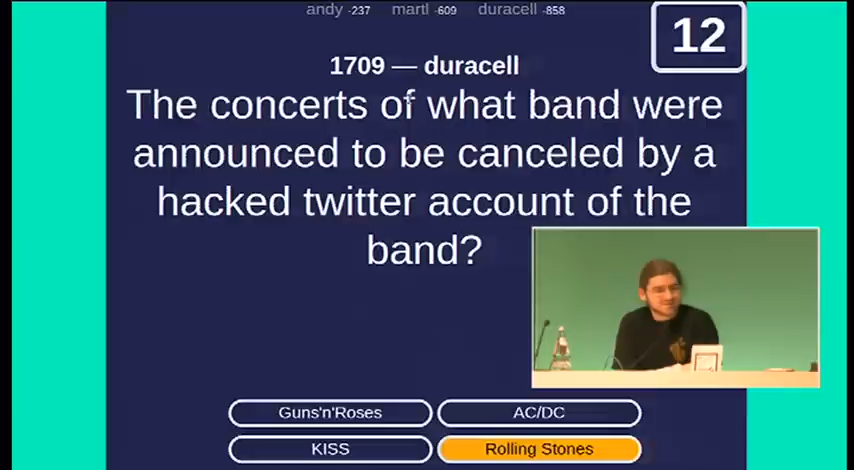 andy -237 martl -609 duracell -858
12
1709 — duracell
The concerts of what band were
announced to be canceled by a
hacked twitter account of the
band?
Guns'n'Roses
AC/DC
KISS
Rolling Stones